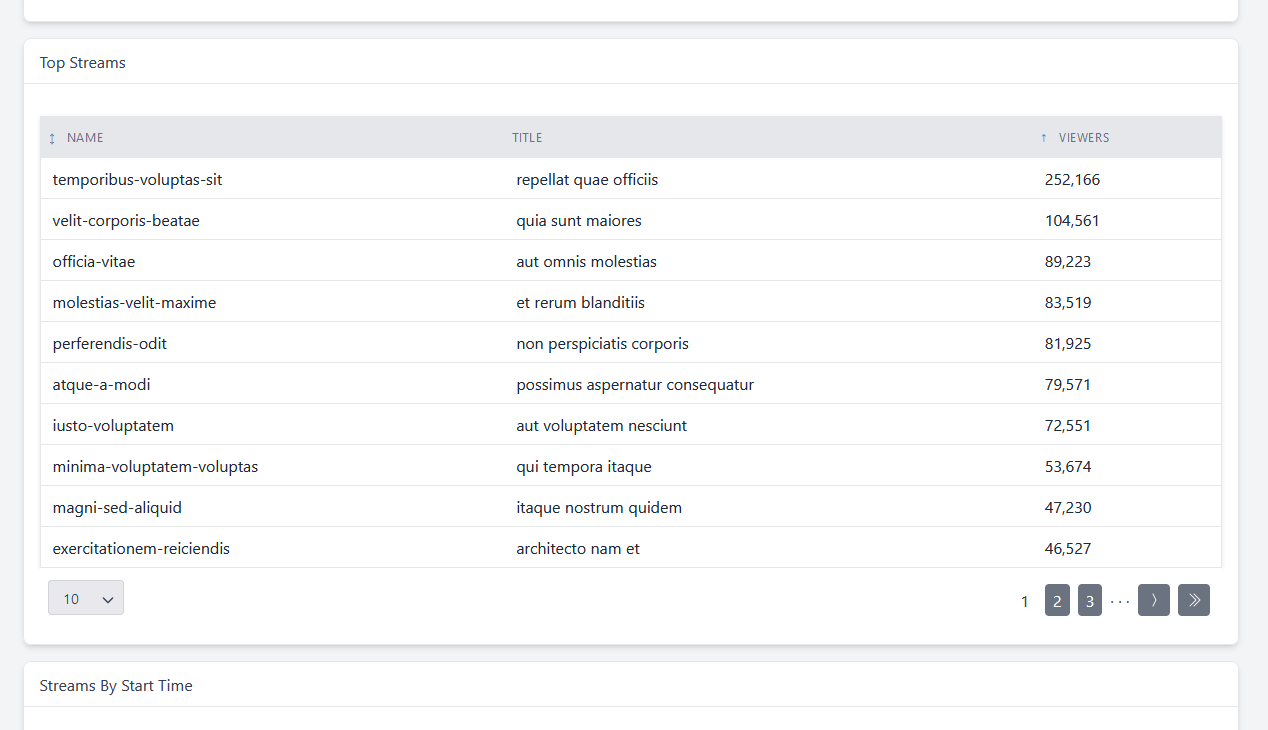 Top Streams
↕ NAME TITLE ↑ VIEWERS
temporibus-voluptas-sit repellat quae officiis 252,166
velit-corporis-beatae quia sunt maiores 104,561
officia-vitae aut omnis molestias 89,223
molestias-velit-maxime et rerum blanditiis 83,519
perferendis-odit non perspiciatis corporis 81,925
atque-a-modi possimus aspernatur consequatur 79,571
iusto-voluptatem aut voluptatem nesciunt 72,551
minima-voluptatem-voluptas qui tempora itaque 53,674
magni-sed-aliquid itaque nostrum quidem 47,230
exercitationem-reiciendis architecto nam et 46,527
10 1 2 3 ··· 〉 》
Streams By Start Time